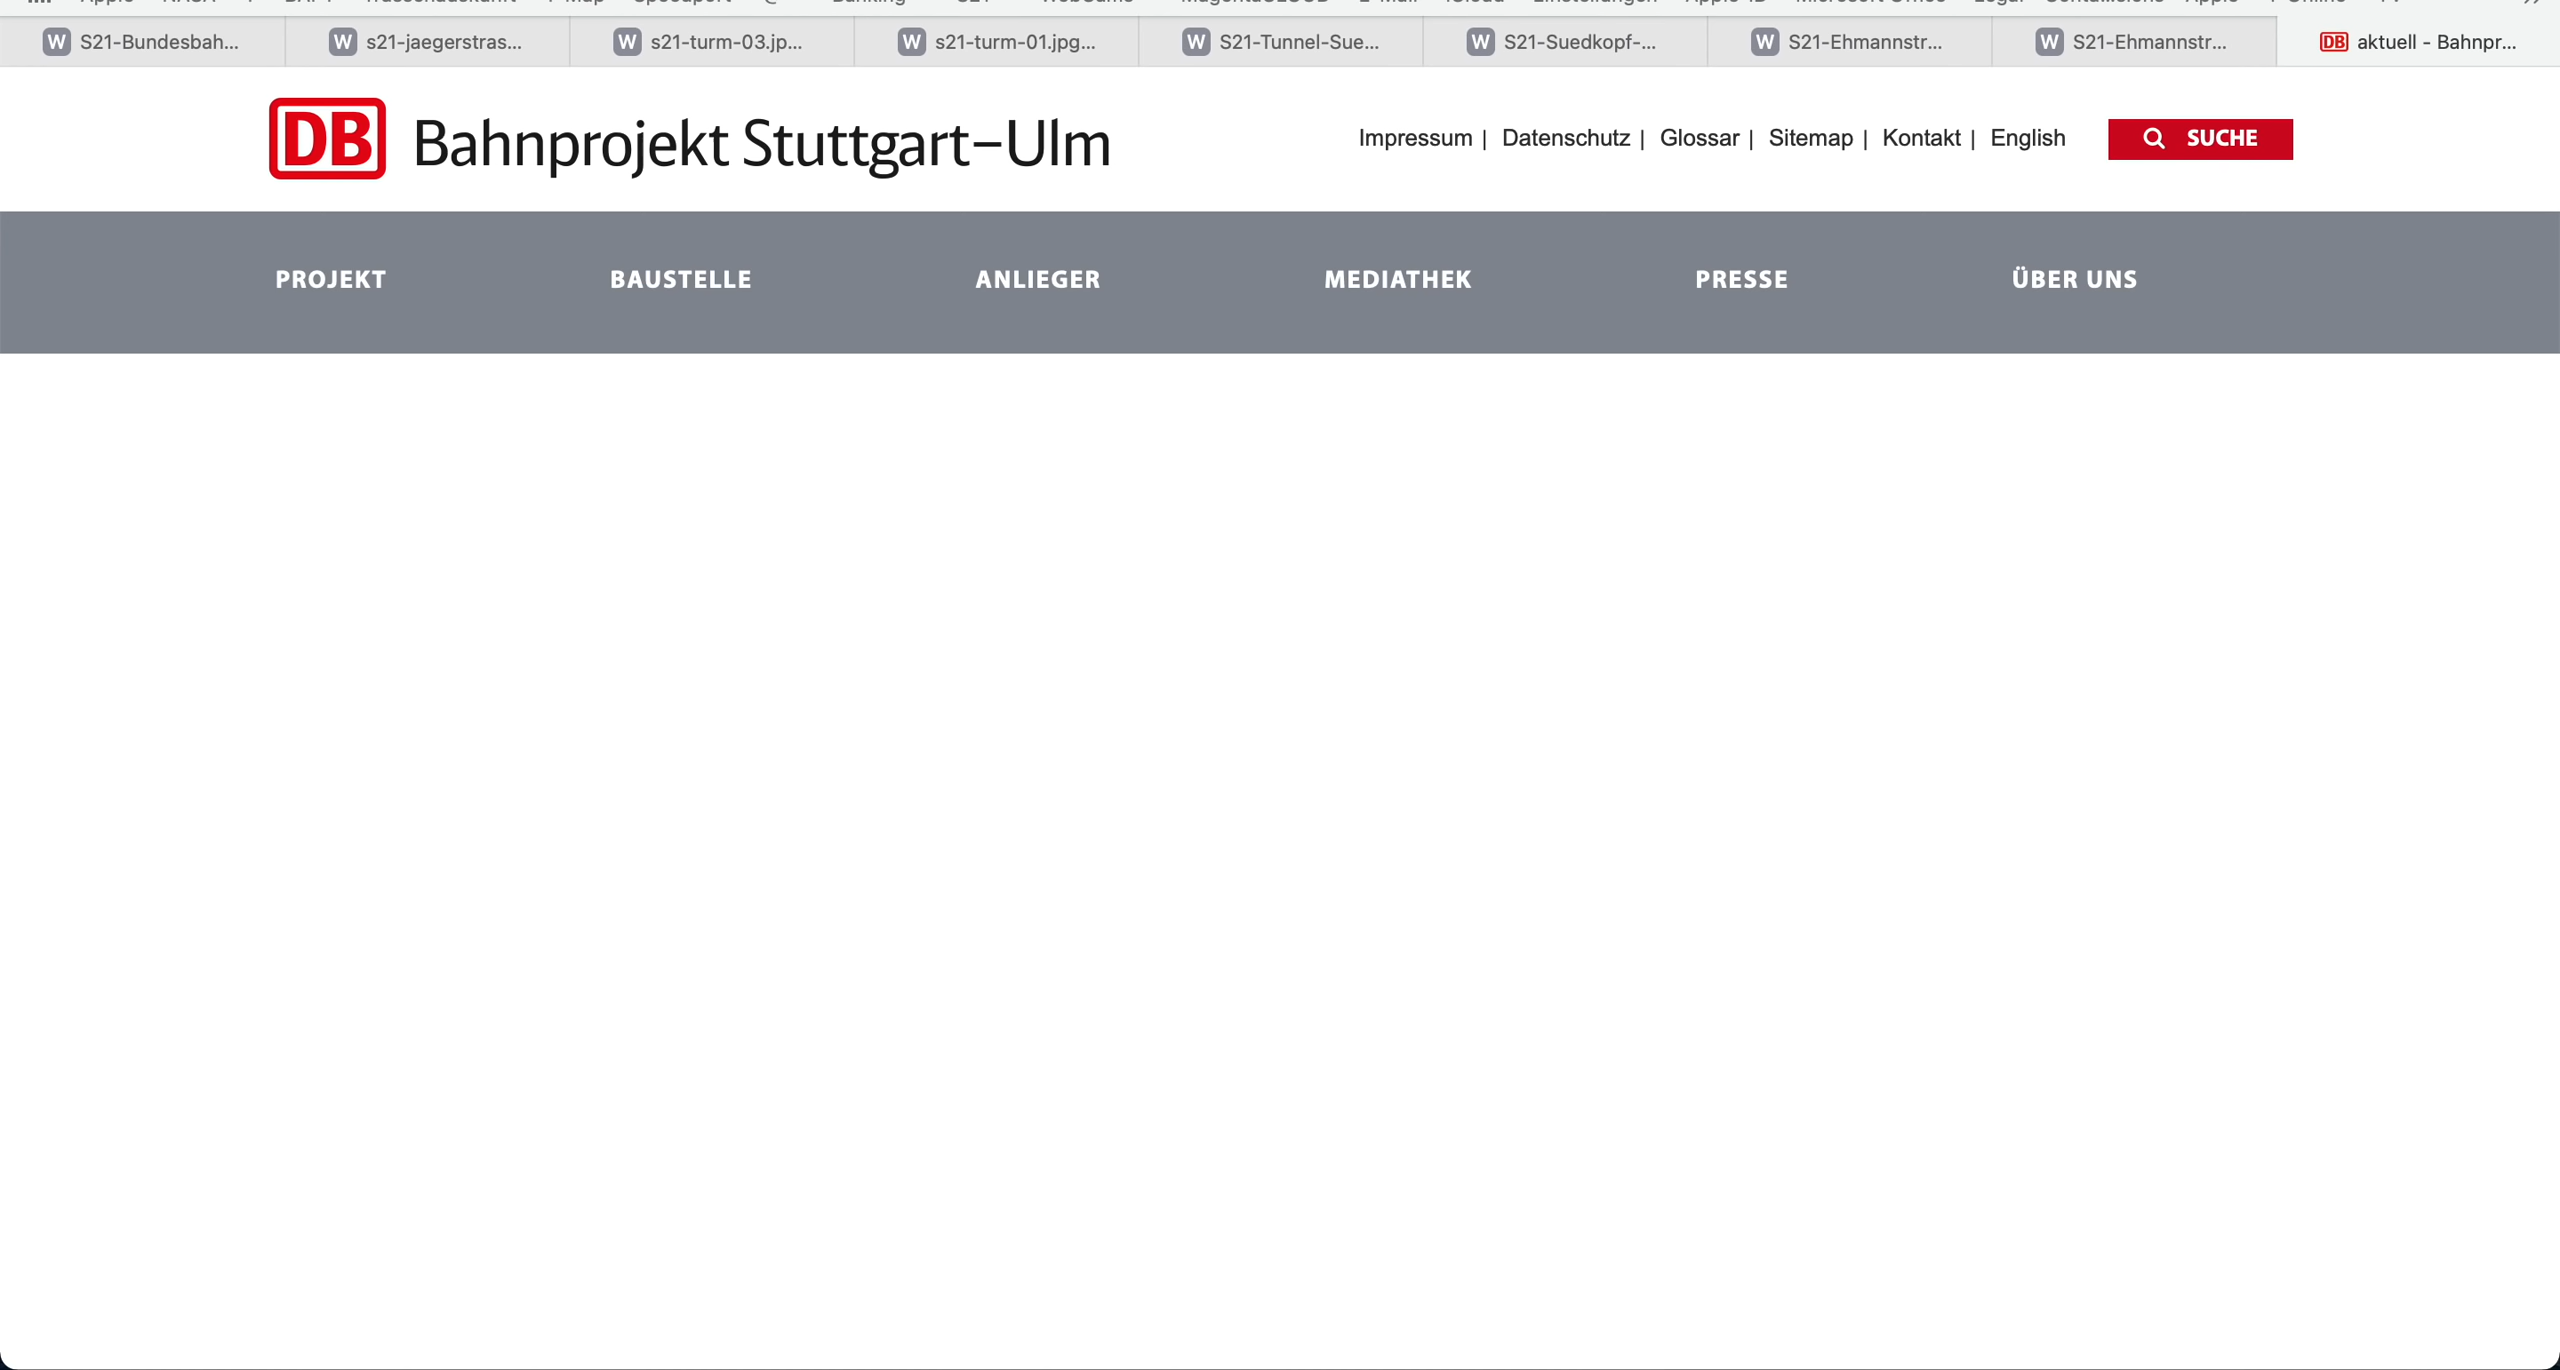 S21-Bundesbah... s21-jaegerstras... s21-turm-03.jp... s21-turm-01.jpg... S21-Tunnel-Sue... S21-Suedkopf-... S21-Ehmannstr... S21-Ehmannstr... aktuell - Bahnpr...
DB Bahnprojekt Stuttgart–Ulm
Impressum | Datenschutz | Glossar | Sitemap | Kontakt | English
SUCHE
PROJEKT BAUSTELLE ANLIEGER MEDIATHEK PRESSE ÜBER UNS